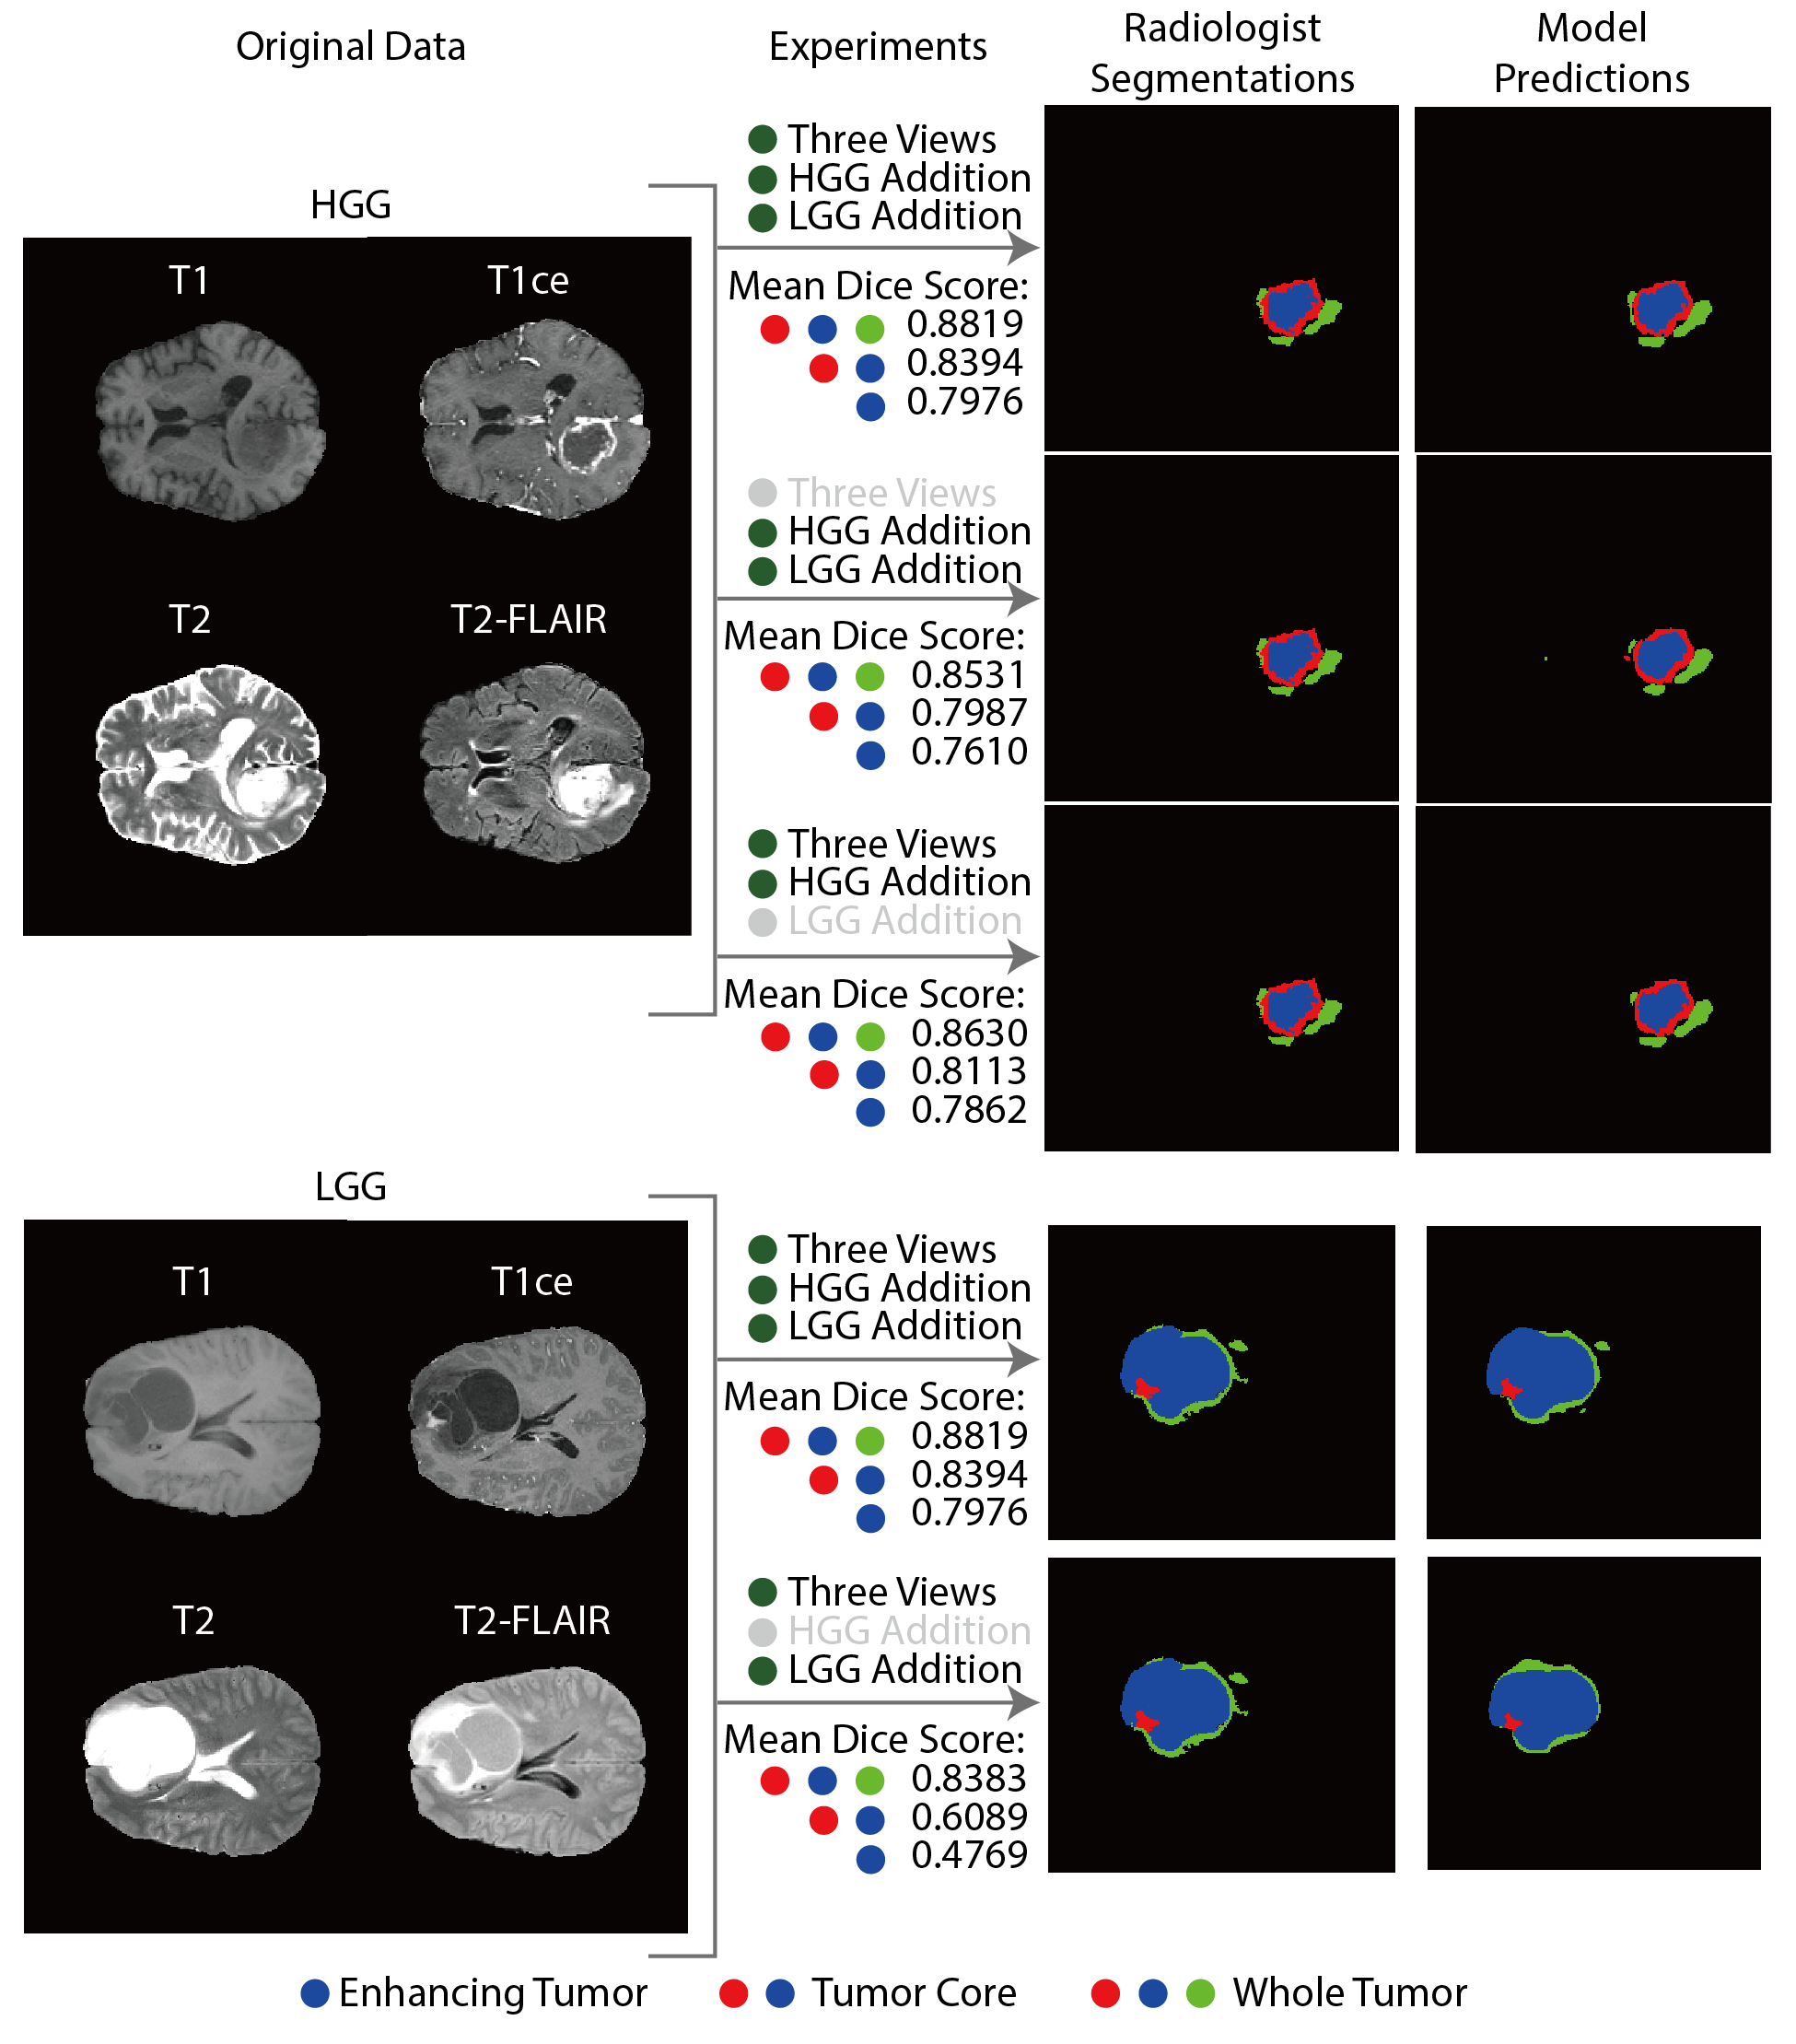 Original Data
Experiments
Radiologist
Segmentations
Model
Predictions
HGG
T1
T1ce
T2
T2-FLAIR
Three Views
HGG Addition
LGG Addition
Mean Dice Score:
0.8819
0.8394
0.7976
Three Views
HGG Addition
LGG Addition
Mean Dice Score:
0.8531
0.7987
0.7610
Three Views
HGG Addition
LGG Addition
Mean Dice Score:
0.8630
0.8113
0.7862
LGG
T1
T1ce
T2
T2-FLAIR
Three Views
HGG Addition
LGG Addition
Mean Dice Score:
0.8819
0.8394
0.7976
Three Views
HGG Addition
LGG Addition
Mean Dice Score:
0.8383
0.6089
0.4769
Enhancing Tumor
Tumor Core
Whole Tumor